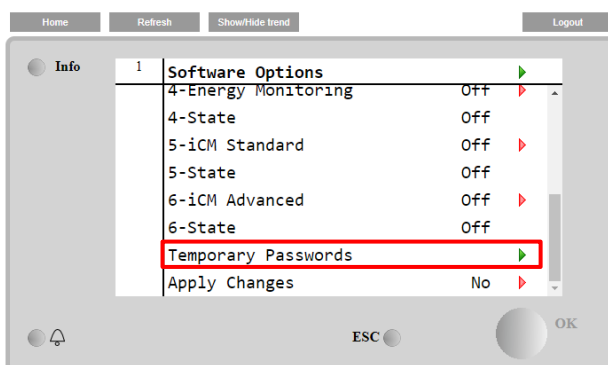 Home Refresh Show/Hide trend Logout
Info 1 Software Options
4-Energy Monitoring Off
4-State Off
5-iCM Standard Off
5-State Off
6-iCM Advanced Off
6-State Off
Temporary Passwords
Apply Changes No
OK
ESC